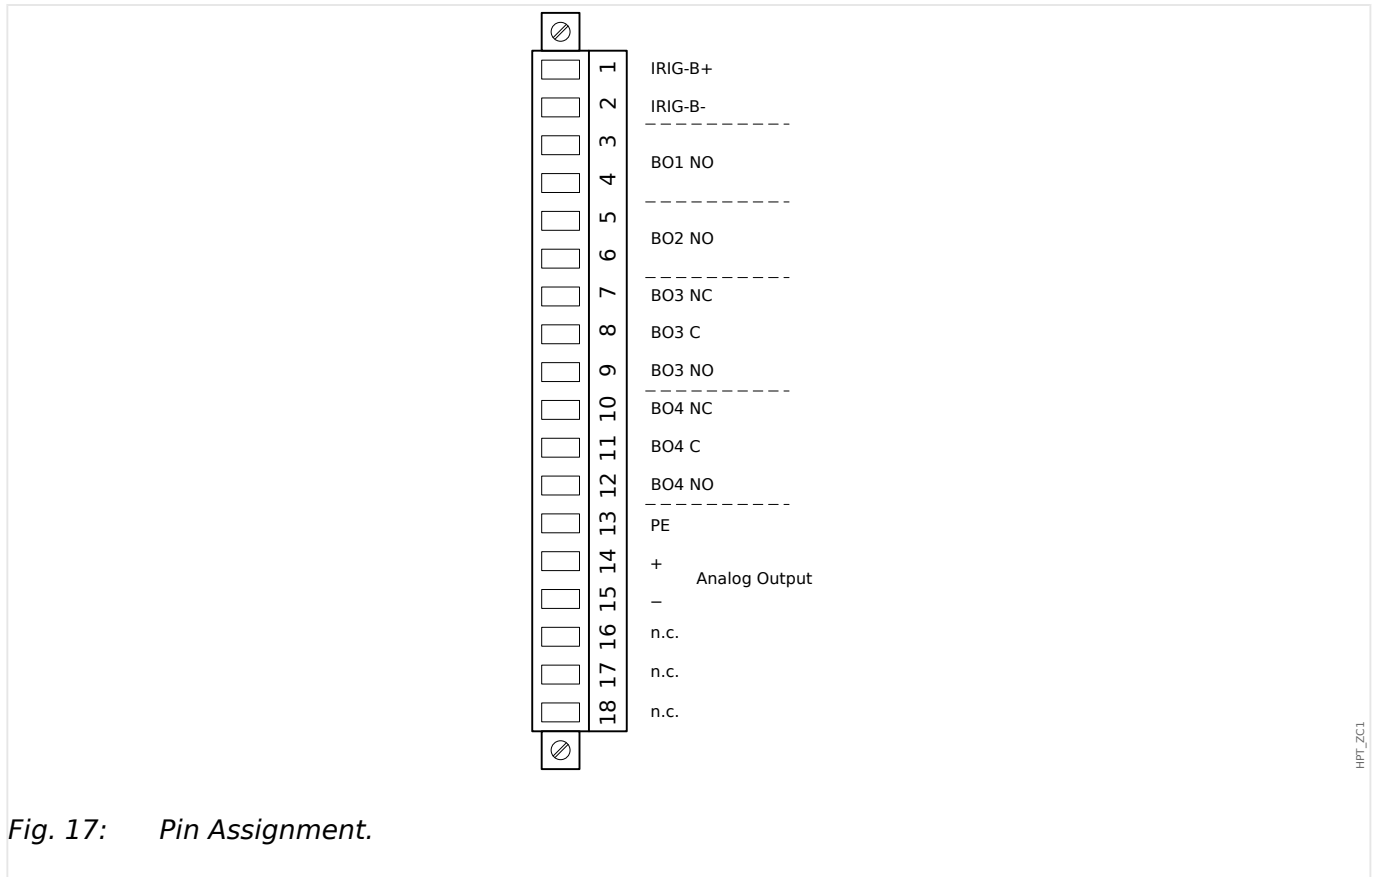 1 IRIG-B+
2 IRIG-B-
3
BO1 NO
4
5
BO2 NO
6
7 BO3 NC
8 BO3 C
9 BO3 NO
10 BO4 NC
11 BO4 C
12 BO4 NO
13 PE
14 +
Analog Output
15 −
16 n.c.
17 n.c.
18 n.c.
HPT_ZC1
Fig. 17: Pin Assignment.